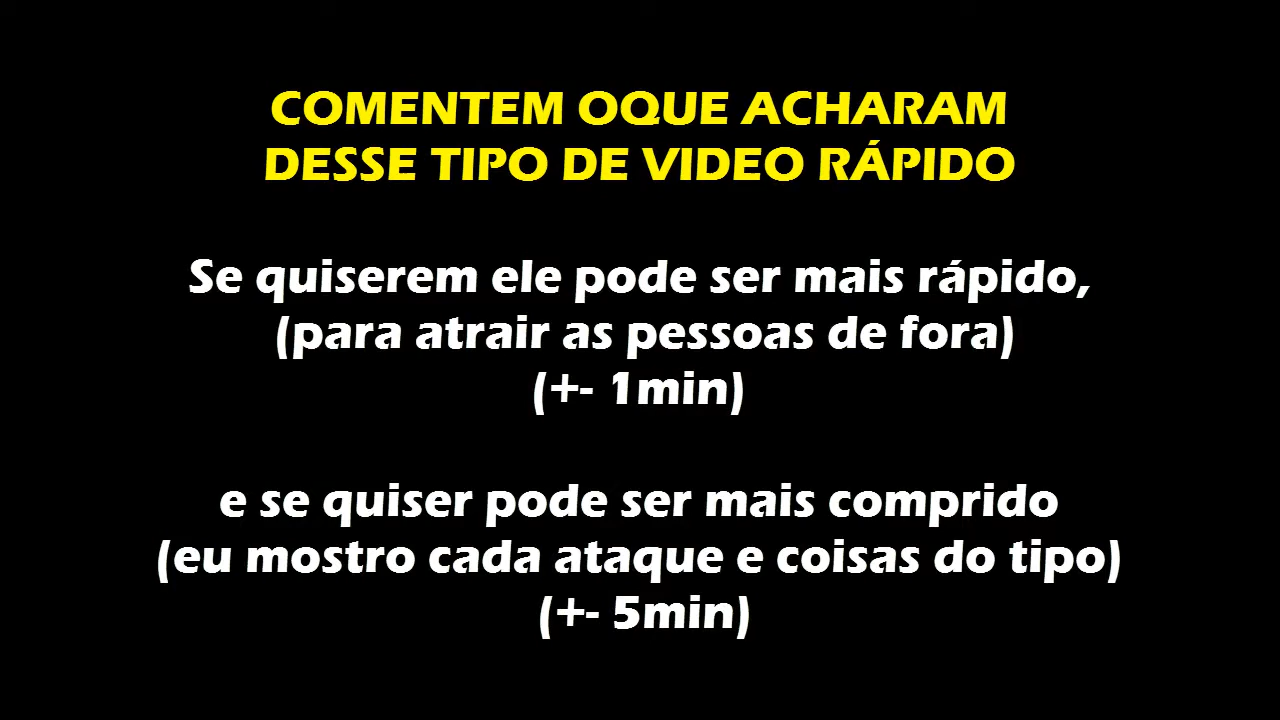 COMENTEM OQUE ACHARAM
DESSE TIPO DE VIDEO RÁPIDO
Se quiserem ele pode ser mais rápido,
(para atrair as pessoas de fora)
(+- 1min)
e se quiser pode ser mais comprido
(eu mostro cada ataque e coisas do tipo)
(+- 5min)